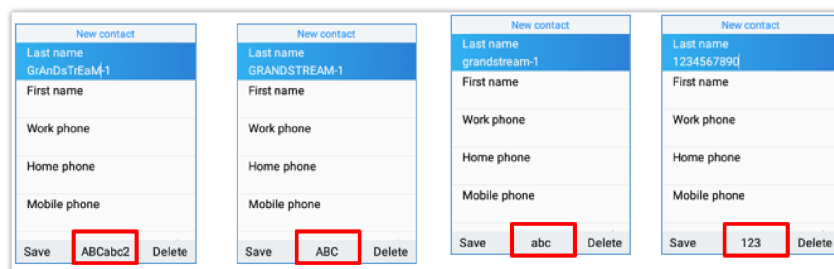 New contact
Last name
GrAnDsTrEaM-1
First name
Work phone
Home phone
Mobile phone
Save ABCabc2 Delete
New contact
Last name
GRANDSTREAM-1
First name
Work phone
Home phone
Mobile phone
Save ABC Delete
New contact
Last name
grandstream-1
First name
Work phone
Home phone
Mobile phone
Save abc Delete
New contact
Last name
1234567890
First name
Work phone
Home phone
Mobile phone
Save 123 Delete